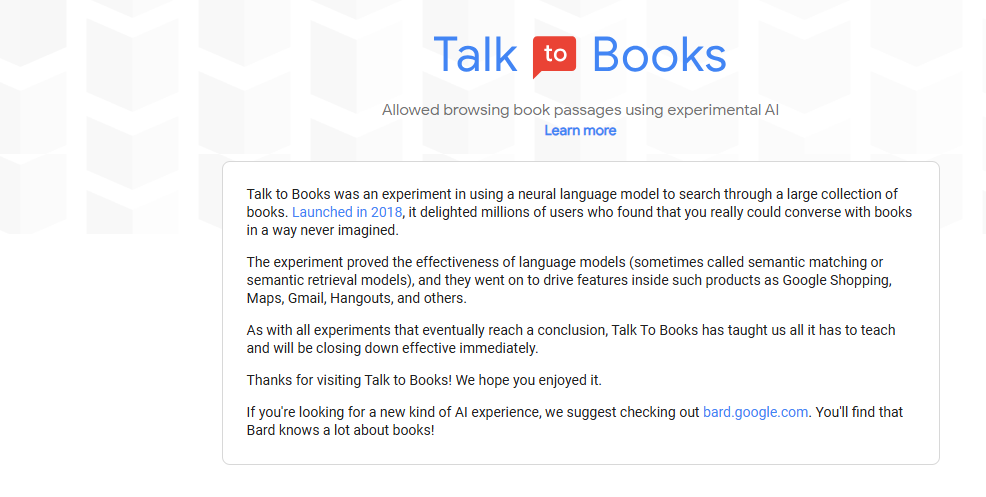 Talk to Books
Allowed browsing book passages using experimental AI
Learn more
Talk to Books was an experiment in using a neural language model to search through a large collection of
books. Launched in 2018, it delighted millions of users who found that you really could converse with books
in a way never imagined.
The experiment proved the effectiveness of language models (sometimes called semantic matching or
semantic retrieval models), and they went on to drive features inside such products as Google Shopping,
Maps, Gmail, Hangouts, and others.
As with all experiments that eventually reach a conclusion, Talk To Books has taught us all it has to teach
and will be closing down effective immediately.
Thanks for visiting Talk to Books! We hope you enjoyed it.
If you're looking for a new kind of AI experience, we suggest checking out bard.google.com. You'll find that
Bard knows a lot about books!